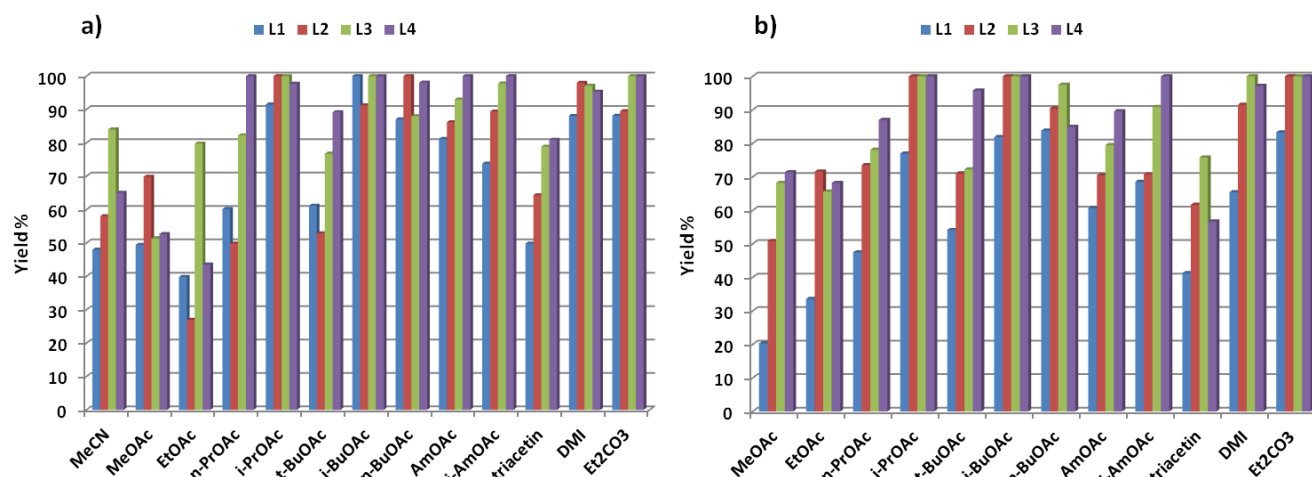 a)
L1 L2 L3 L4
Yield%
100
90
80
70
60
50
40
30
20
10
0
MeCN
MeOAc
EtOAc
n-PrOAc
i-PrOAc
t-BuOAc
i-BuOAc
n-BuOAc
AmOAc
i-AmOAc
triacetin
DMI
Et2CO3
b)
L1 L2 L3 L4
Yield%
100
90
80
70
60
50
40
30
20
10
0
MeOAc
EtOAc
n-PrOAc
i-PrOAc
t-BuOAc
i-BuOAc
n-BuOAc
AmOAc
i-AmOAc
triacetin
DMI
Et2CO3